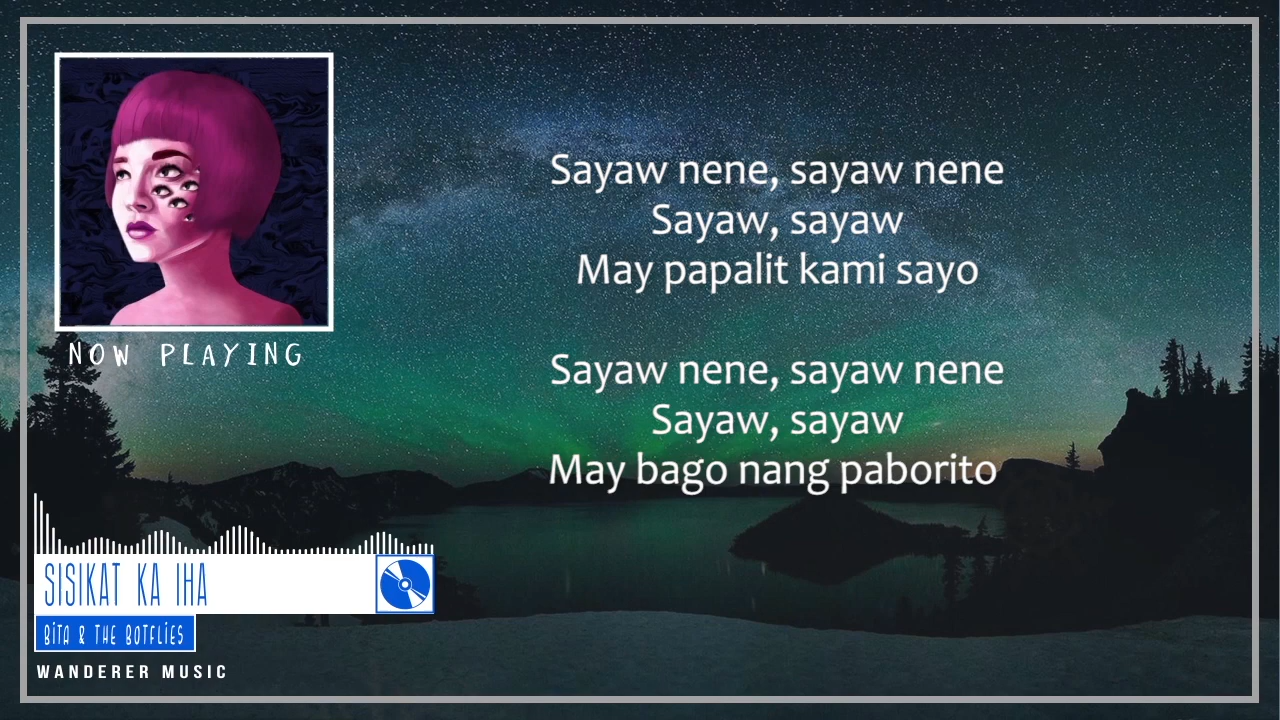 NOW PLAYING
Sayaw nene, sayaw nene
Sayaw, sayaw
May papalit kami sayo
Sayaw nene, sayaw nene
Sayaw, sayaw
May bago nang paborito
SISIKAT KA IHA
BiTA & THE BOTFLiES
WANDERER MUSIC